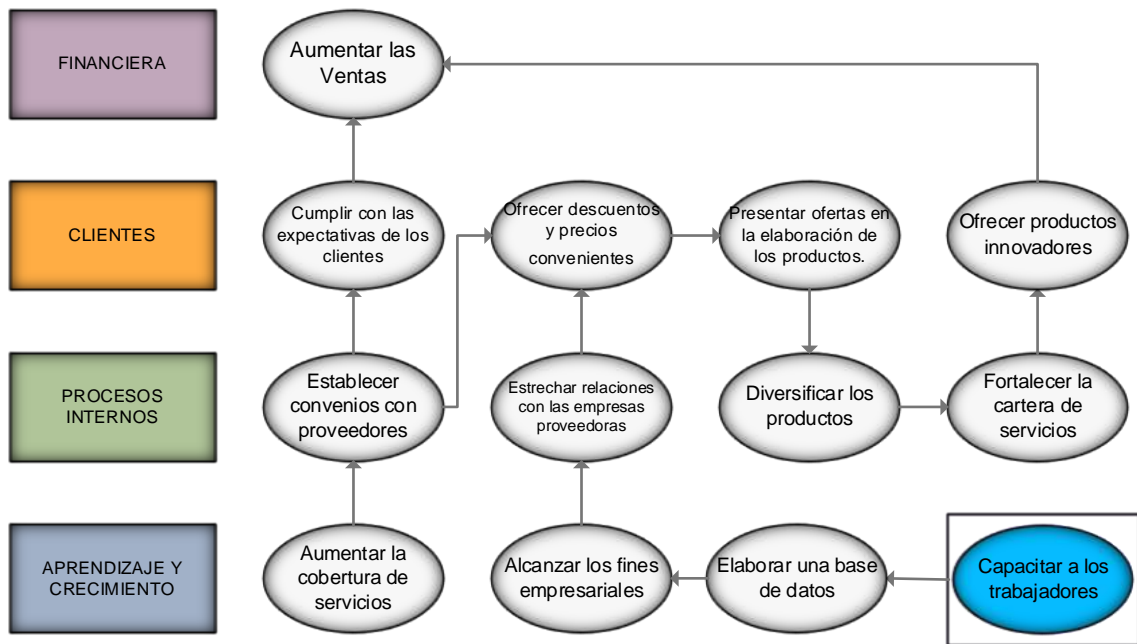 FINANCIERA
Aumentar las
Ventas
CLIENTES
Cumplir con las
expectativas de los
clientes
Ofrecer descuentos
y precios
convenientes
Presentar ofertas en
la elaboración de
los productos.
Ofrecer productos
innovadores
PROCESOS
INTERNOS
Establecer
convenios con
proveedores
Estrechar relaciones
con las empresas
proveedoras
Diversificar los
productos
Fortalecer la
cartera de
servicios
APRENDIZAJE Y
CRECIMIENTO
Aumentar la
cobertura de
servicios
Alcanzar los fines
empresariales
Elaborar una base
de datos
Capacitar a los
trabajadores